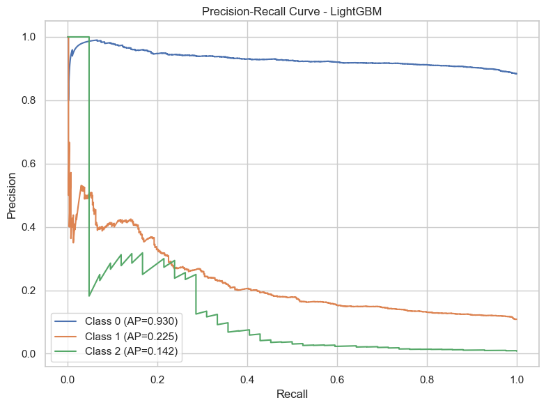 Precision-Recall Curve - LightGBM
1.0
0.8
0.6
0.4
0.2
0.0
Precision
Class 0 (AP=0.930)
Class 1 (AP=0.225)
Class 2 (AP=0.142)
0.0 0.2 0.4 0.6 0.8 1.0
Recall